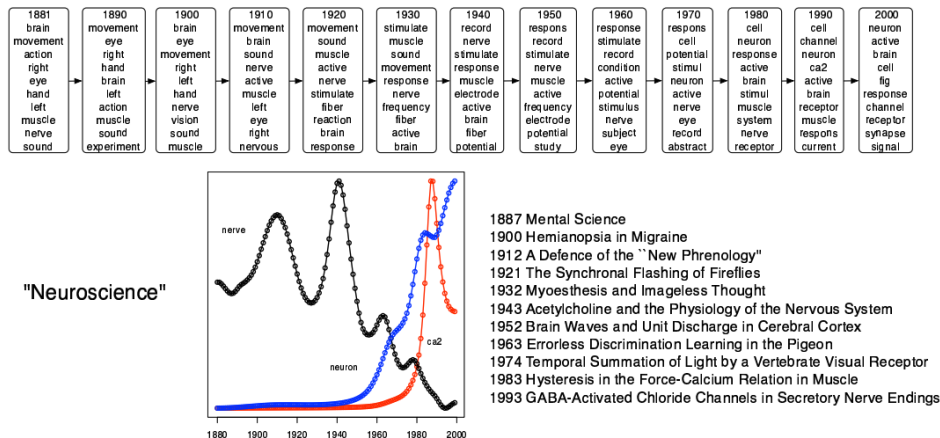 1881
brain
movement
action
right
eye
hand
left
muscle
nerve
sound
1890
movement
eye
right
hand
brain
left
action
muscle
sound
experiment
1900
brain
eye
movement
right
left
hand
nerve
vision
sound
muscle
1910
movement
brain
sound
nerve
active
muscle
left
eye
right
nervous
1920
movement
sound
muscle
active
nerve
stimulate
fiber
reaction
brain
response
1930
stimulate
muscle
sound
movement
response
nerve
frequency
fiber
active
brain
1940
record
nerve
stimulate
response
muscle
electrode
active
brain
fiber
potential
1950
respons
record
stimulate
nerve
muscle
active
frequency
electrode
potential
study
1960
response
stimulate
record
condition
active
potential
stimulus
nerve
subject
eye
1970
respons
cell
potential
stimul
neuron
active
nerve
eye
record
abstract
1980
cell
neuron
response
active
brain
stimul
muscle
system
nerve
receptor
1990
cell
channel
neuron
ca2
active
brain
receptor
muscle
respons
current
2000
neuron
active
brain
cell
fig
response
channel
receptor
synapse
signal
"Neuroscience"
nerve
neuron
ca2
1880 1900 1920 1940 1960 1980 2000
1887 Mental Science
1900 Hemianopsia in Migraine
1912 A Defence of the ``New Phrenology"
1921 The Synchronal Flashing of Fireflies
1932 Myoesthesis and Imageless Thought
1943 Acetylcholine and the Physiology of the Nervous System
1952 Brain Waves and Unit Discharge in Cerebral Cortex
1963 Errorless Discrimination Learning in the Pigeon
1974 Temporal Summation of Light by a Vertebrate Visual Receptor
1983 Hysteresis in the Force-Calcium Relation in Muscle
1993 GABA-Activated Chloride Channels in Secretory Nerve Endings